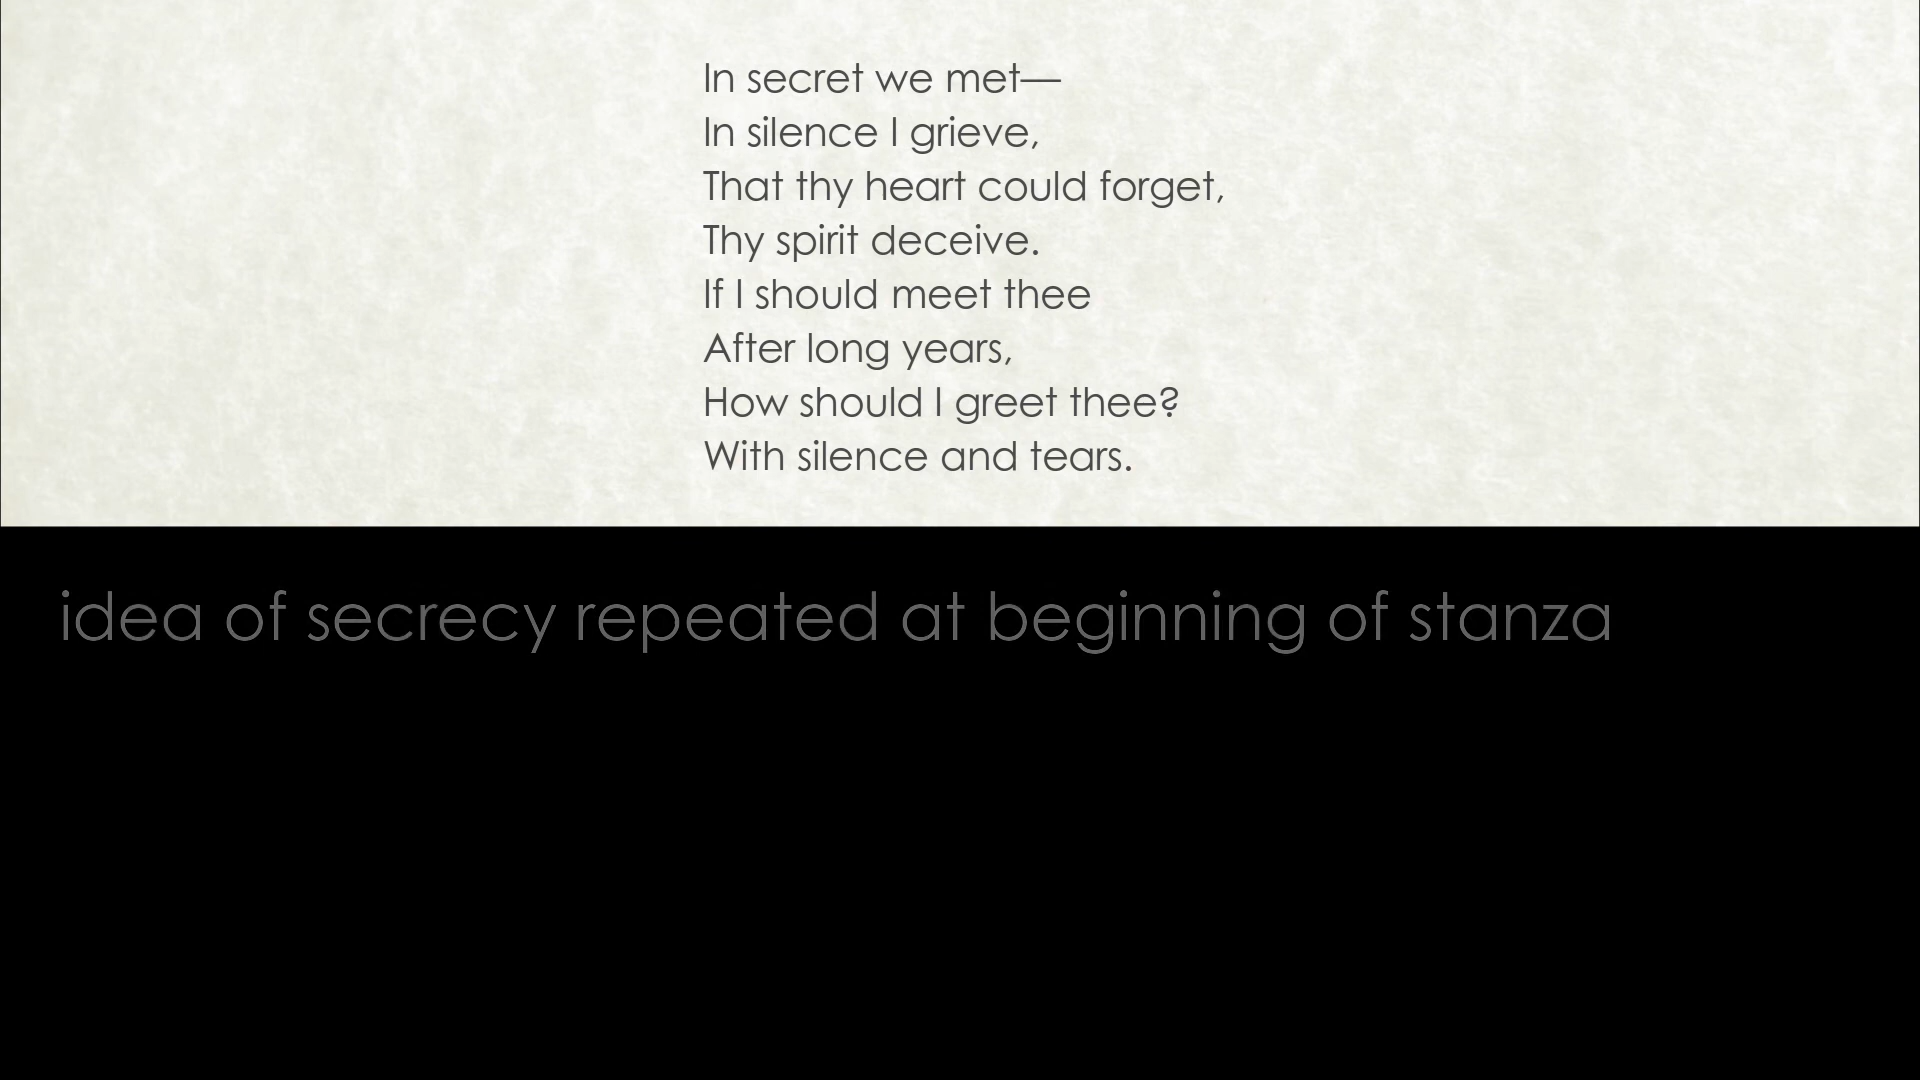 In secret we met—
In silence I grieve,
That thy heart could forget,
Thy spirit deceive.
If I should meet thee
After long years,
How should I greet thee?
With silence and tears.
idea of secrecy repeated at beginning of stanza